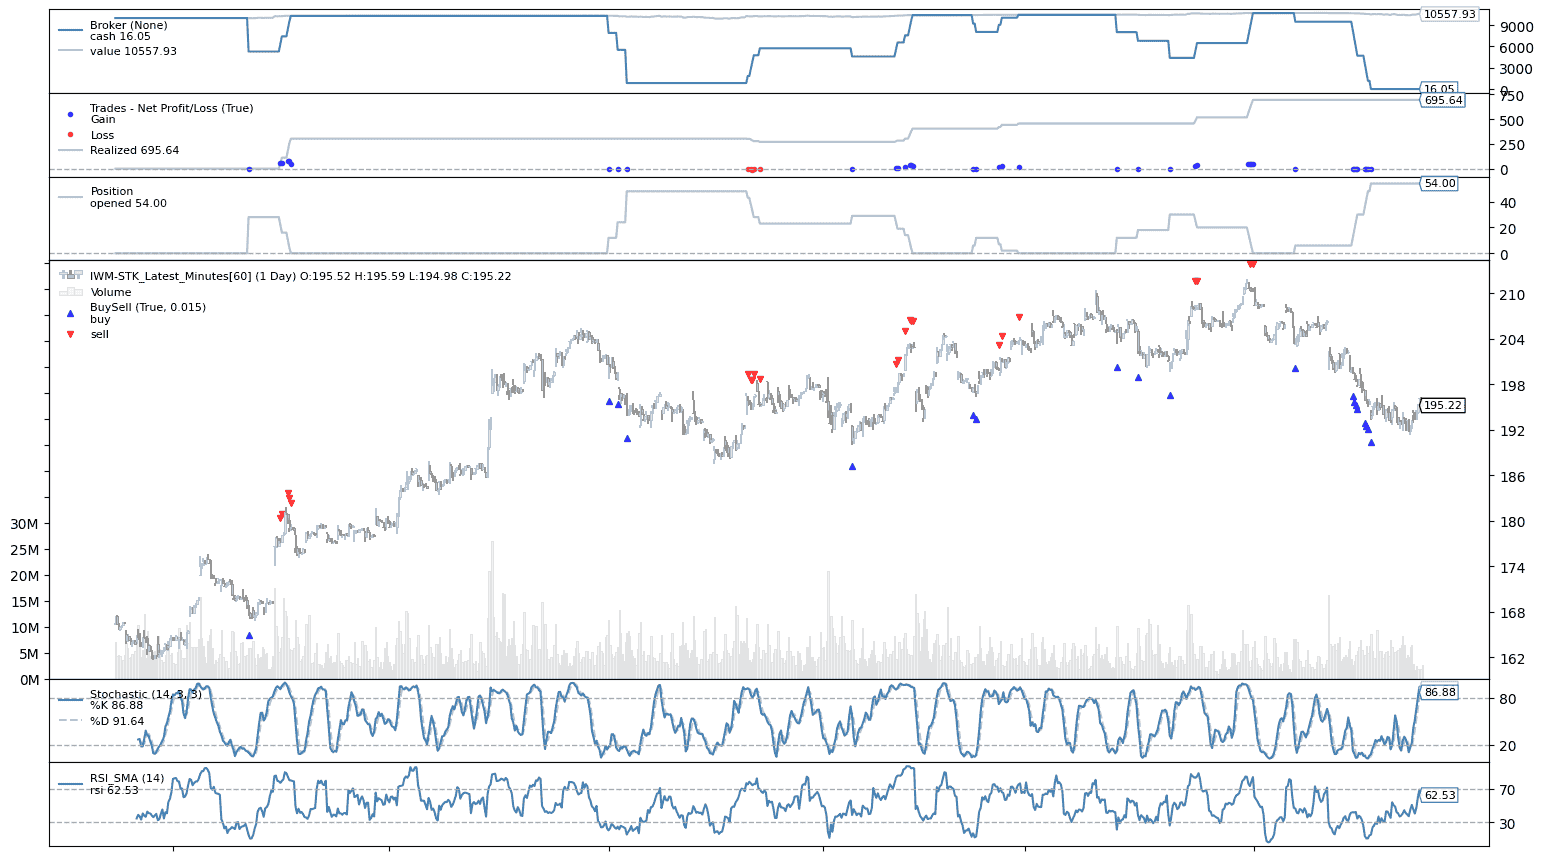 Broker (None)
cash 16.05
value 10557.93
10557.93
9000
6000
3000
0
16.05
Trades - Net Profit/Loss (True)
Gain
Loss
Realized 695.64
750
695.64
500
250
0
Position
opened 54.00
54.00
40
20
0
IWM-STK_Latest_Minutes[60] (1 Day) O:195.52 H:195.59 L:194.98 C:195.22
Volume
BuySell (True, 0.015)
buy
sell
210
204
198
195.22
192
186
180
174
168
162
30M
25M
20M
15M
10M
5M
0M
Stochastic (14, 3, 3)
%K 86.88
%D 91.64
86.88
80
20
RSI_SMA (14)
rsi 62.53
70
62.53
30